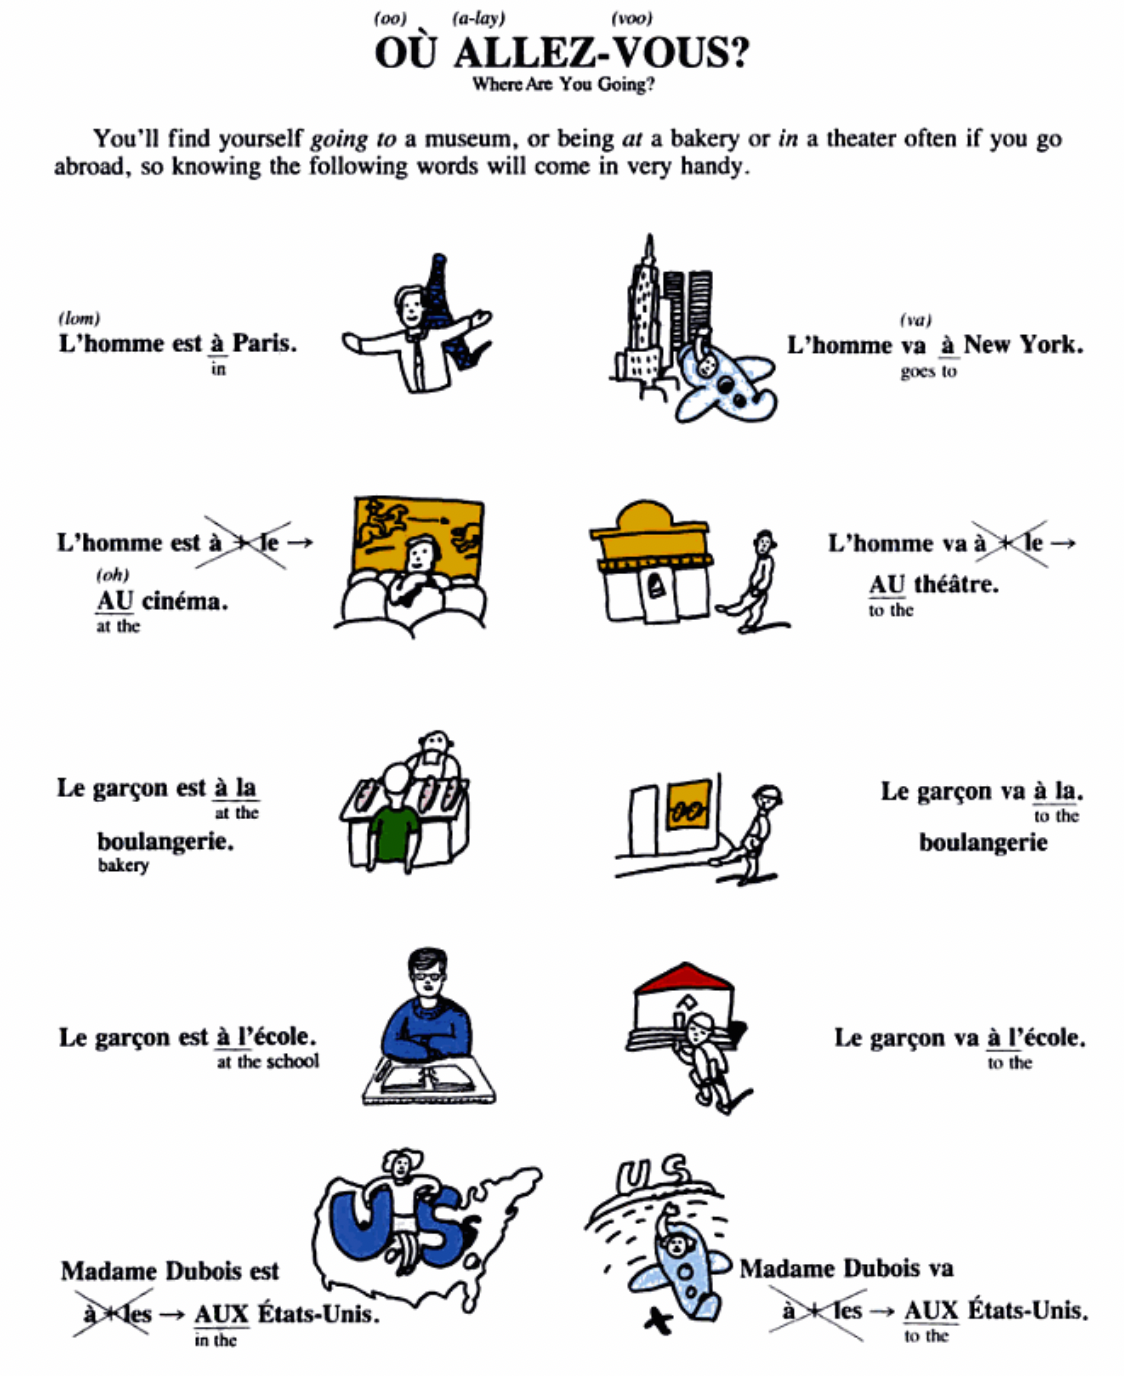 (oo) (a-lay) (voo)
OÙ ALLEZ-VOUS?
Where Are You Going?
You'll find yourself going to a museum, or being at a bakery or in a theater often if you go
abroad, so knowing the following words will come in very handy.
(lom)
L'homme est à Paris.
in
(va)
L'homme va à New York.
goes to
L'homme est à + le →
(oh)
AU cinéma.
at the
L'homme va à + le →
AU théâtre.
to the
Le garçon est à la
at the
boulangerie.
bakery
Le garçon va à la.
to the
boulangerie
Le garçon est à l'école.
at the school
Le garçon va à l'école.
to the
US
Madame Dubois est
à + les → AUX États-Unis.
in the
US
Madame Dubois va
à + les → AUX États-Unis.
to the